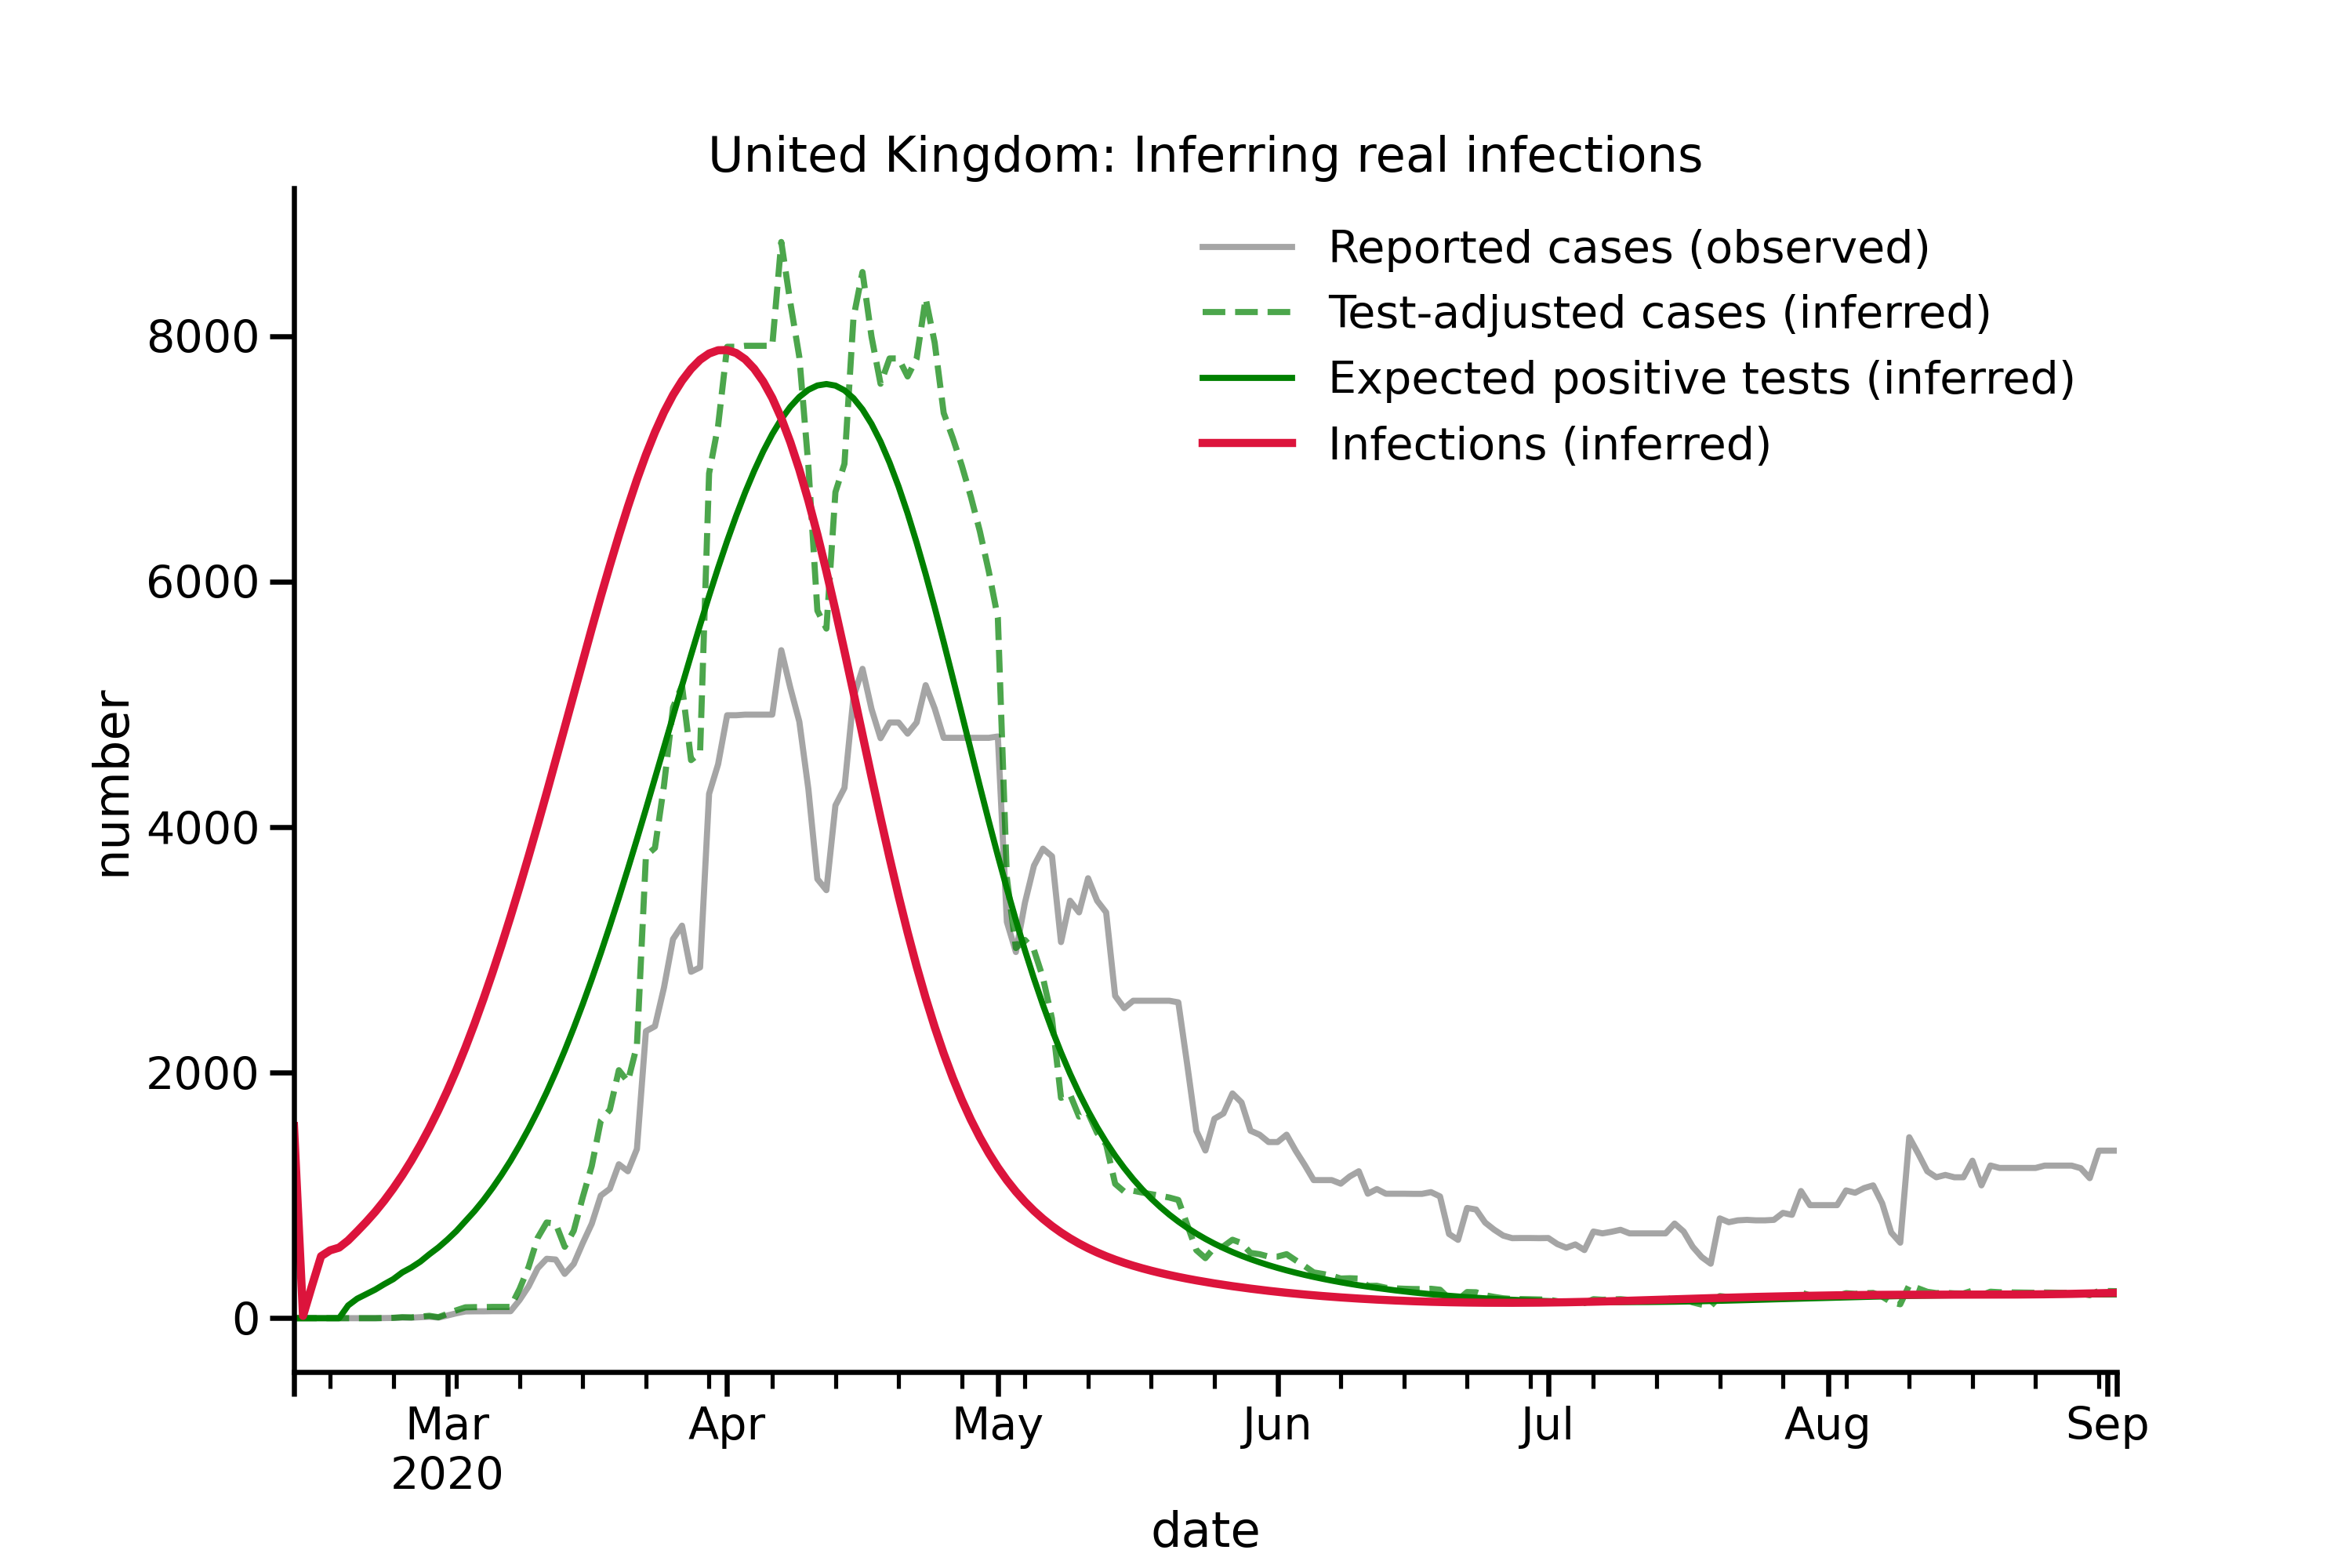 United Kingdom: Inferring real infections
Reported cases (observed)
Test-adjusted cases (inferred)
Expected positive tests (inferred)
Infections (inferred)
8000
6000
4000
2000
0
number
Mar
2020
Apr
May
Jun
Jul
Aug
Sep
date